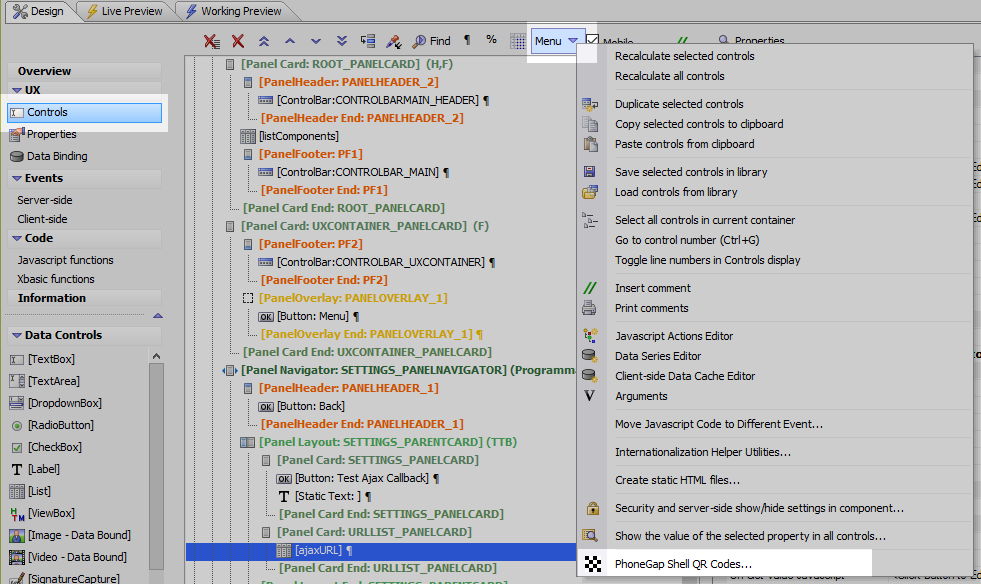 Design
Live Preview
Working Preview
Find
¶
%
Menu
Mobile
Properties
Overview
UX
Controls
Properties
Data Binding
Events
Server-side
Client-side
Code
Javascript functions
Xbasic functions
Information
Data Controls
[TextBox]
[TextArea]
[DropdownBox]
[RadioButton]
[CheckBox]
[Label]
[List]
[ViewBox]
[Image - Data Bound]
[Video - Data Bound]
[SignatureCapture]
[Panel Card: ROOT_PANELCARD] (H,F)
[PanelHeader: PANELHEADER_2]
[ControlBar:CONTROLBARMAIN_HEADER] ¶
[PanelHeader End: PANELHEADER_2]
[listComponents]
[PanelFooter: PF1]
[ControlBar:CONTROLBAR_MAIN] ¶
[PanelFooter End: PF1]
[Panel Card End: ROOT_PANELCARD]
[Panel Card: UXCONTAINER_PANELCARD] (F)
[PanelFooter: PF2]
[ControlBar:CONTROLBAR_UXCONTAINER] ¶
[PanelFooter End: PF2]
[PanelOverlay: PANELOVERLAY_1]
[Button: Menu] ¶
[PanelOverlay End: PANELOVERLAY_1] ¶
[Panel Card End: UXCONTAINER_PANELCARD]
[Panel Navigator: SETTINGS_PANELNAVIGATOR] (Programma
[PanelHeader: PANELHEADER_1]
[Button: Back]
[PanelHeader End: PANELHEADER_1]
[Panel Layout: SETTINGS_PARENTCARD] (TTB)
[Panel Card: SETTINGS_PANELCARD]
[Button: Test Ajax Callback] ¶
[Static Text: ] ¶
[Panel Card End: SETTINGS_PANELCARD]
[Panel Card: URLLIST_PANELCARD]
[ajaxURL] ¶
[Panel Card End: URLLIST_PANELCARD]
Recalculate selected controls
Recalculate all controls
Duplicate selected controls
Copy selected controls to clipboard
Paste controls from clipboard
Save selected controls in library
Load controls from library
Select all controls in current container
Go to control number (Ctrl+G)
Toggle line numbers in Controls display
Insert comment
Print comments
Javascript Actions Editor
Data Series Editor
Client-side Data Cache Editor
Arguments
Move Javascript Code to Different Event...
Internationalization Helper Utilities...
Create static HTML files...
Security and server-side show/hide settings in component...
Show the value of the selected property in all controls...
PhoneGap Shell QR Codes...